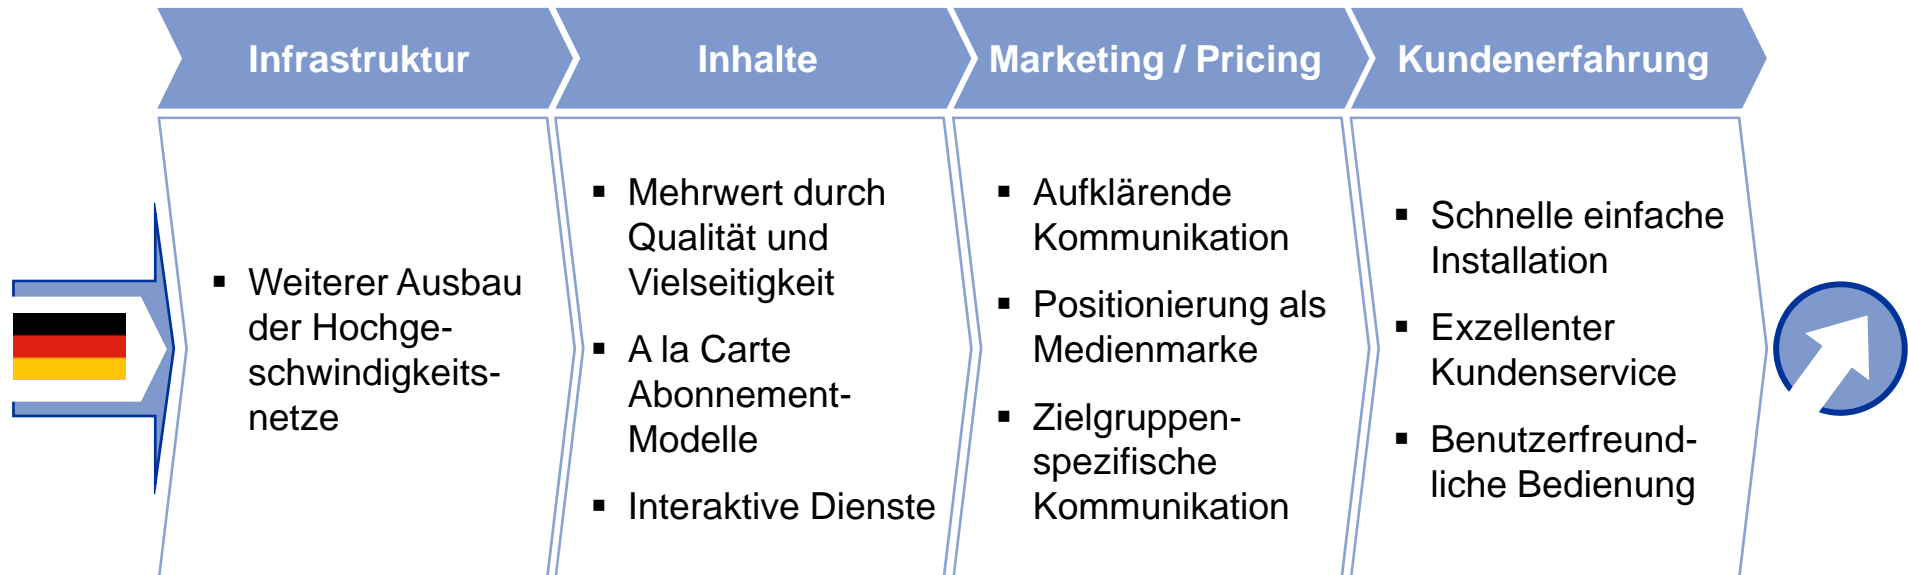 Infrastruktur
Inhalte
Marketing / Pricing
Kundenerfahrung
▪ Weiterer Ausbau
der Hochge-
schwindigkeits-
netze
▪ Mehrwert durch
Qualität und
Vielseitigkeit
▪ A la Carte
Abonnement-
Modelle
▪ Interaktive Dienste
▪ Aufklärende
Kommunikation
▪ Positionierung als
Medienmarke
▪ Zielgruppen-
spezifische
Kommunikation
▪ Schnelle einfache
Installation
▪ Exzellenter
Kundenservice
▪ Benutzerfreund-
liche Bedienung